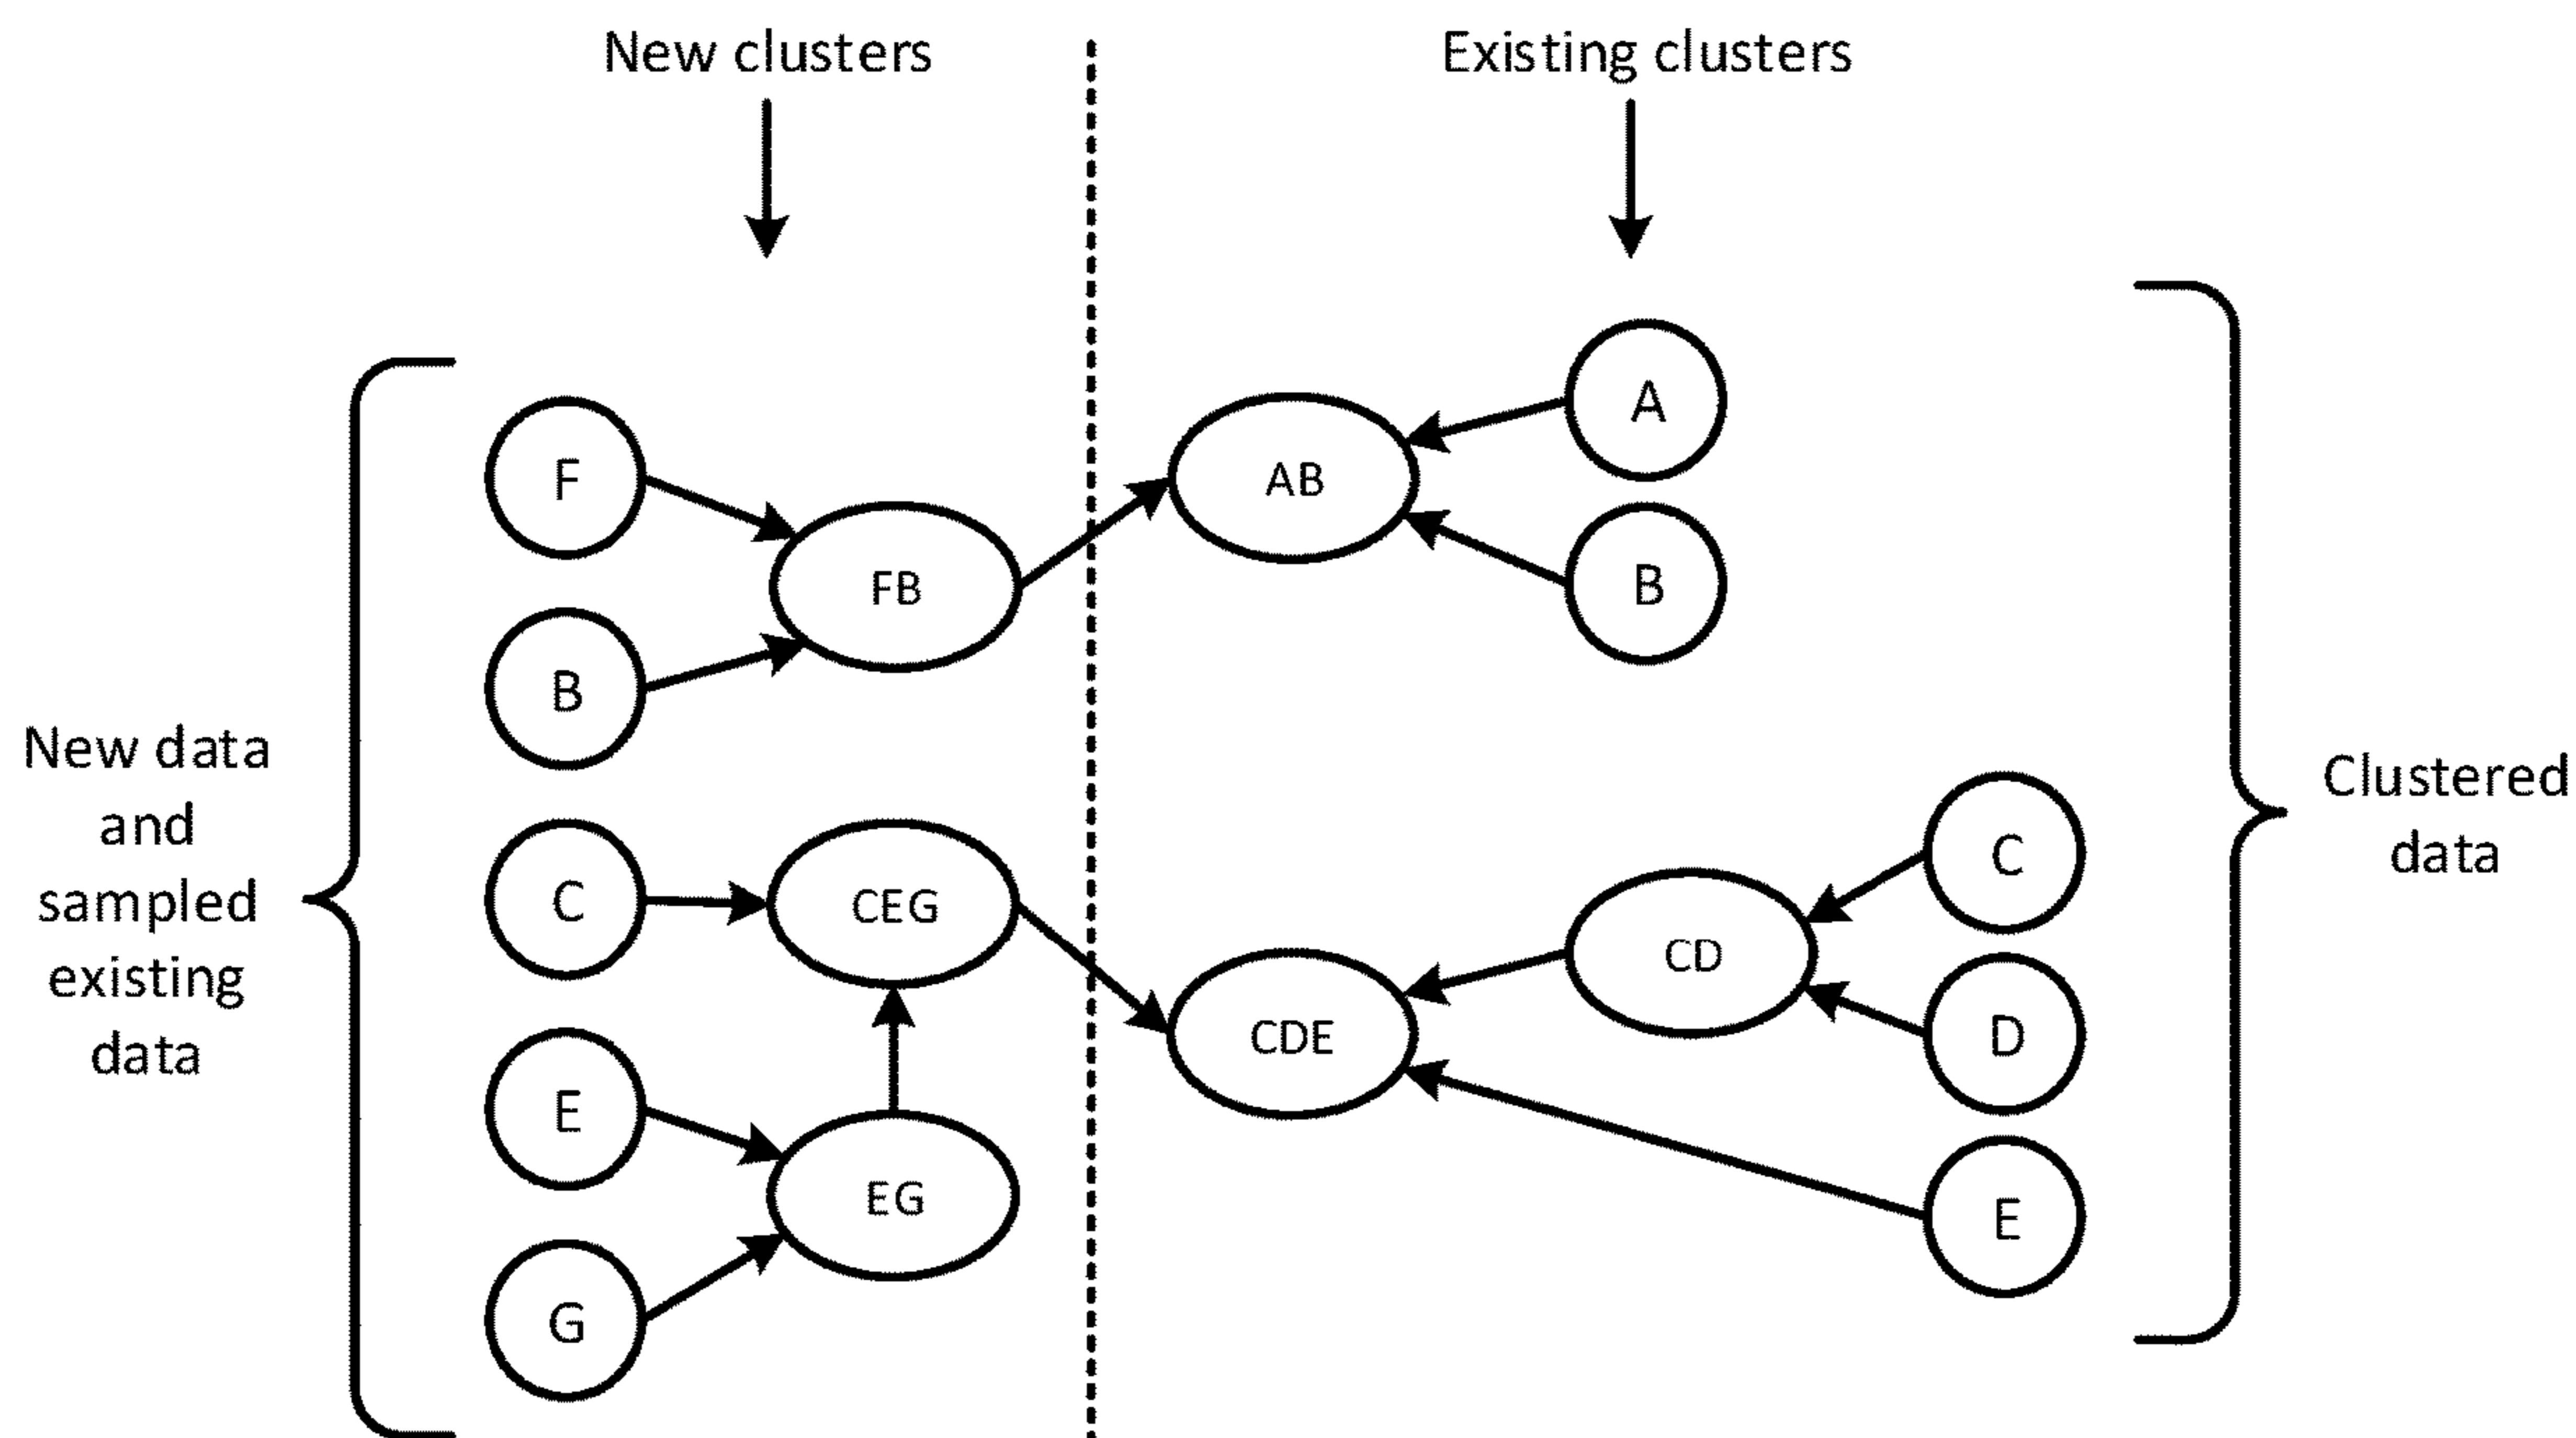 New clusters
Existing clusters
New data
and
sampled
existing
data
F
B
C
E
G
FB
CEG
EG
AB
CDE
A
B
CD
C
D
E
Clustered
data